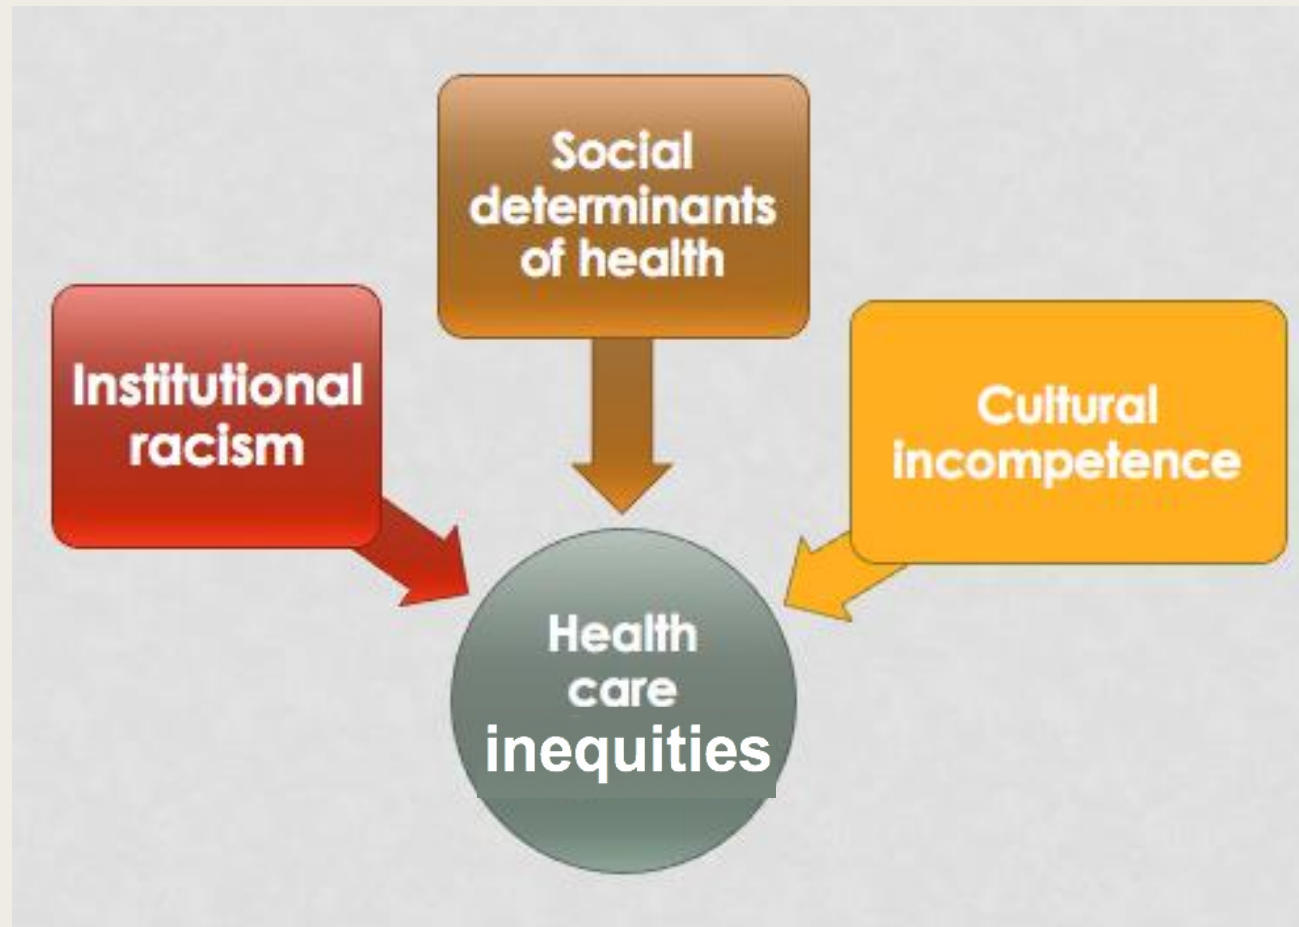 Social
determinants
of health
Institutional
racism
Cultural
incompetence
Health
care
inequities